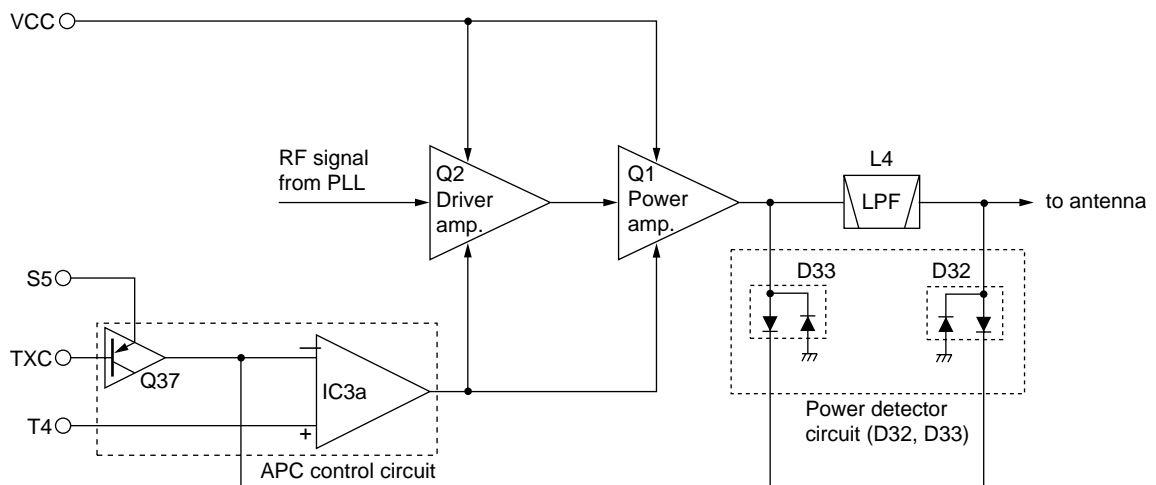 VCC
RF signal
from PLL
Q2
Driver
amp.
Q1
Power
amp.
L4
LPF
to antenna
S5
TXC
T4
Q37
IC3a
–
+
APC control circuit
D33
D32
Power detector
circuit (D32, D33)